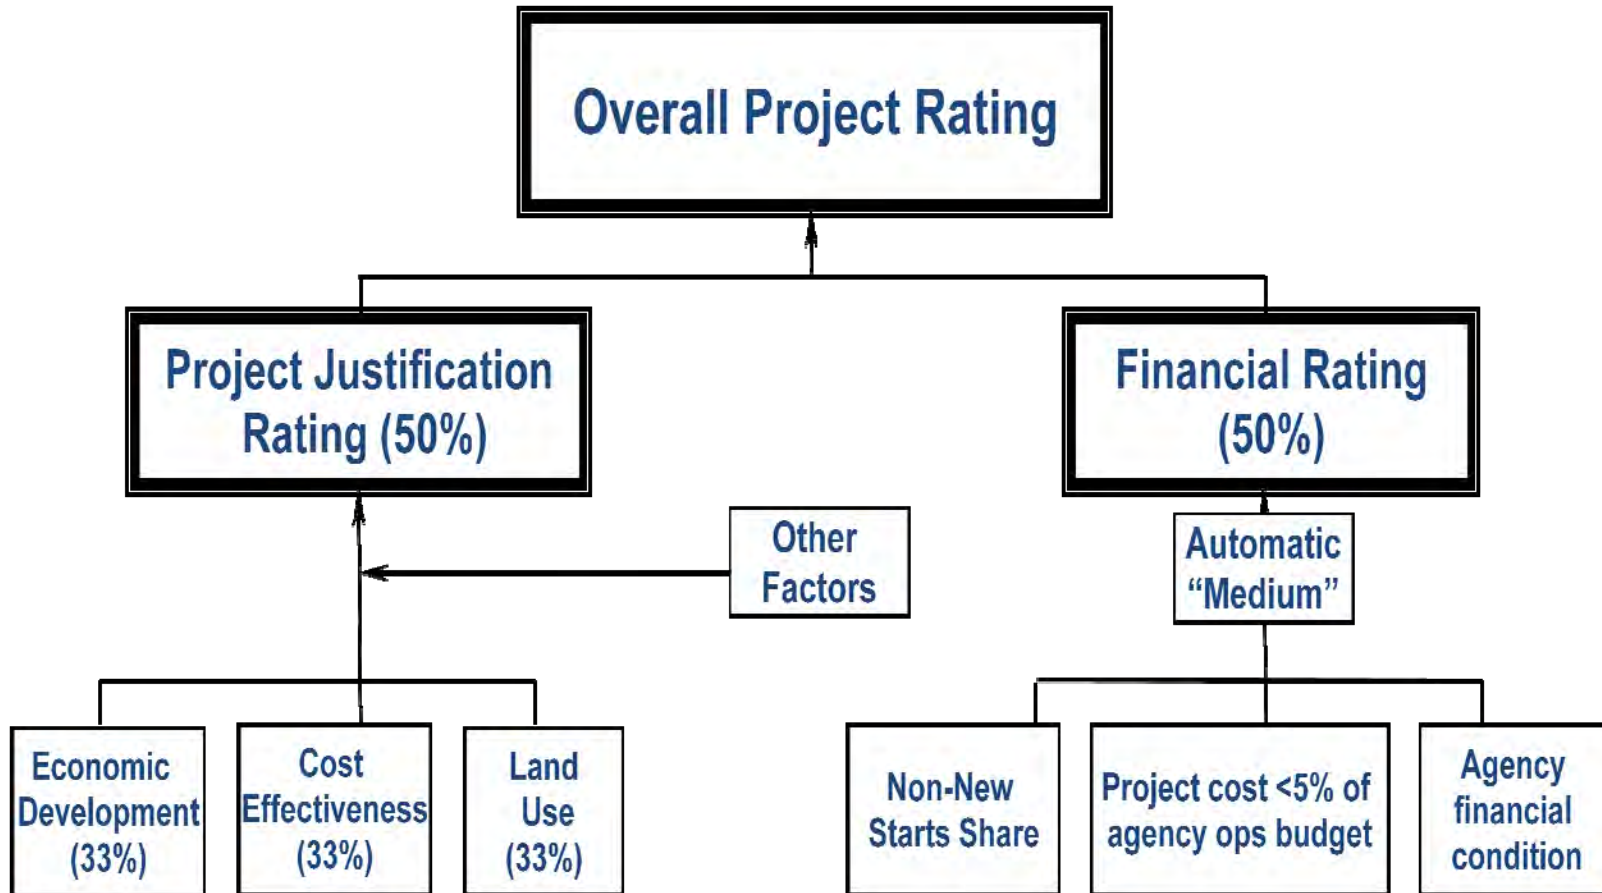 Overall Project Rating
Project Justification
Rating (50%)
Financial Rating
(50%)
Other
Factors
Automatic
“Medium”
Economic
Development
(33%)
Cost
Effectiveness
(33%)
Land
Use
(33%)
Non-New
Starts Share
Project cost <5% of
agency ops budget
Agency
financial
condition